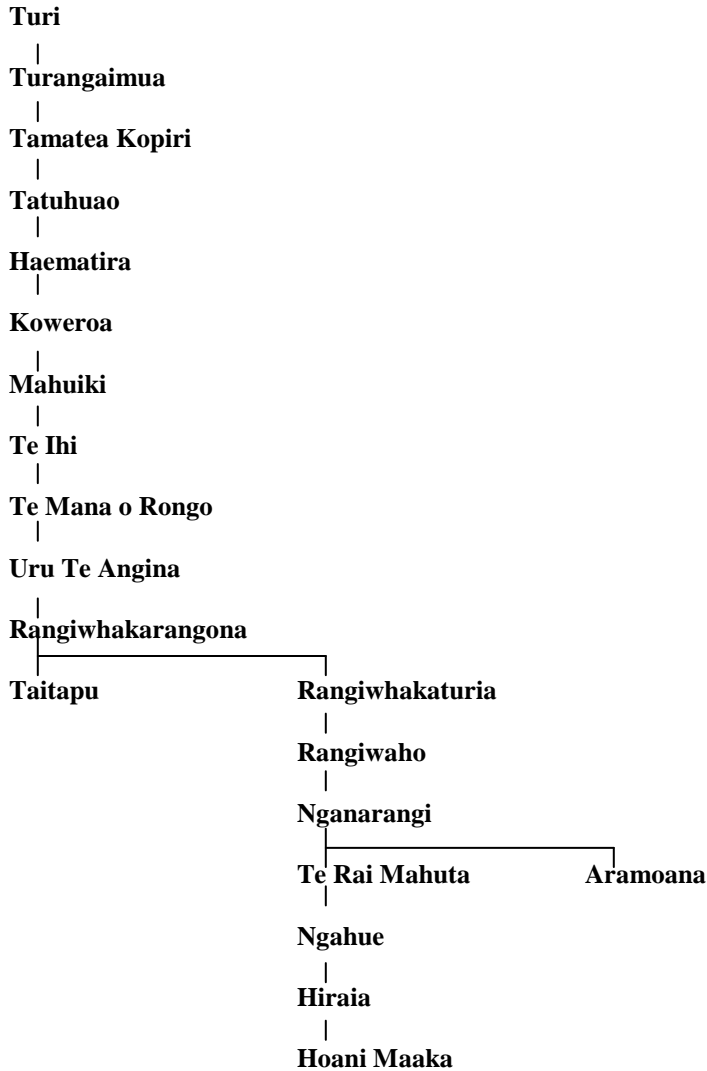 Turi
Turangaimua
Tamatea Kopiri
Tatuhuao
Haematira
Koweroa
Mahuiki
Te Ihi
Te Mana o Rongo
Uru Te Angina
Rangiwhakarangona
Taitapu Rangiwhakaturia
Rangiwaho
Nganarangi
Te Rai Mahuta Aramoana
Ngahue
Hiraia
Hoani Maaka